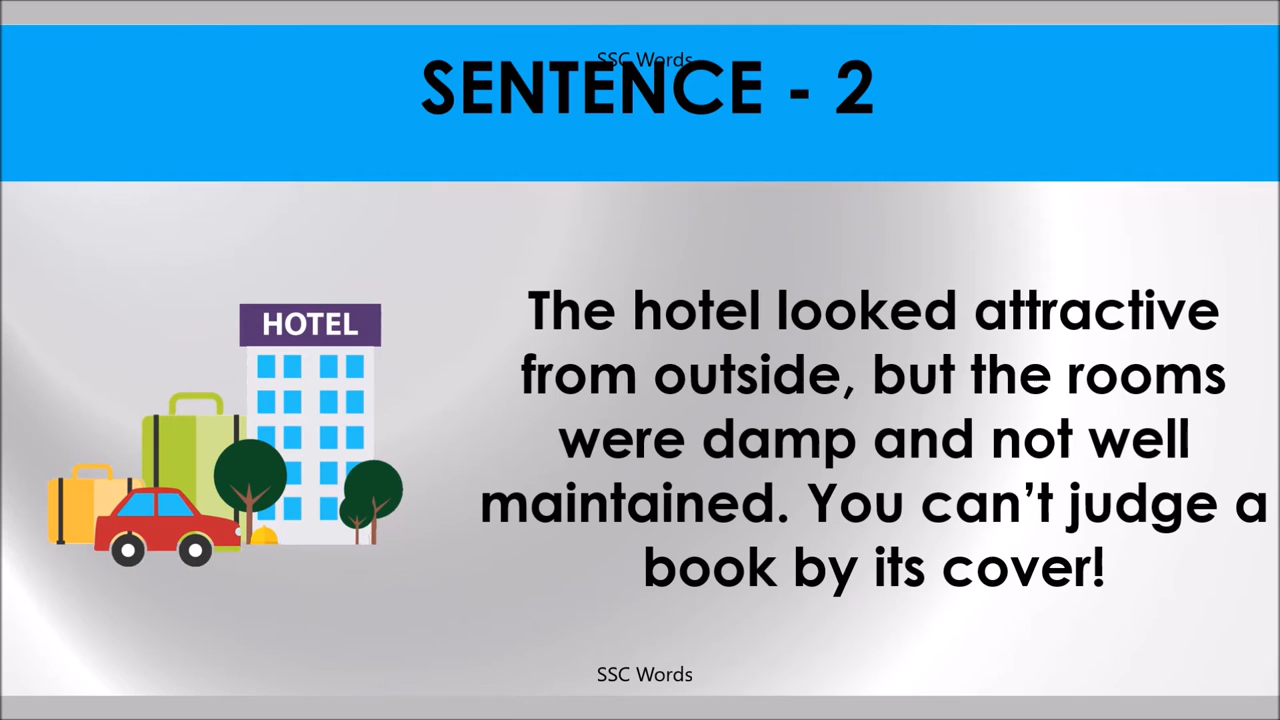 SSC Words
SENTENCE - 2
HOTEL
The hotel looked attractive
from outside, but the rooms
were damp and not well
maintained. You can’t judge a
book by its cover!
SSC Words